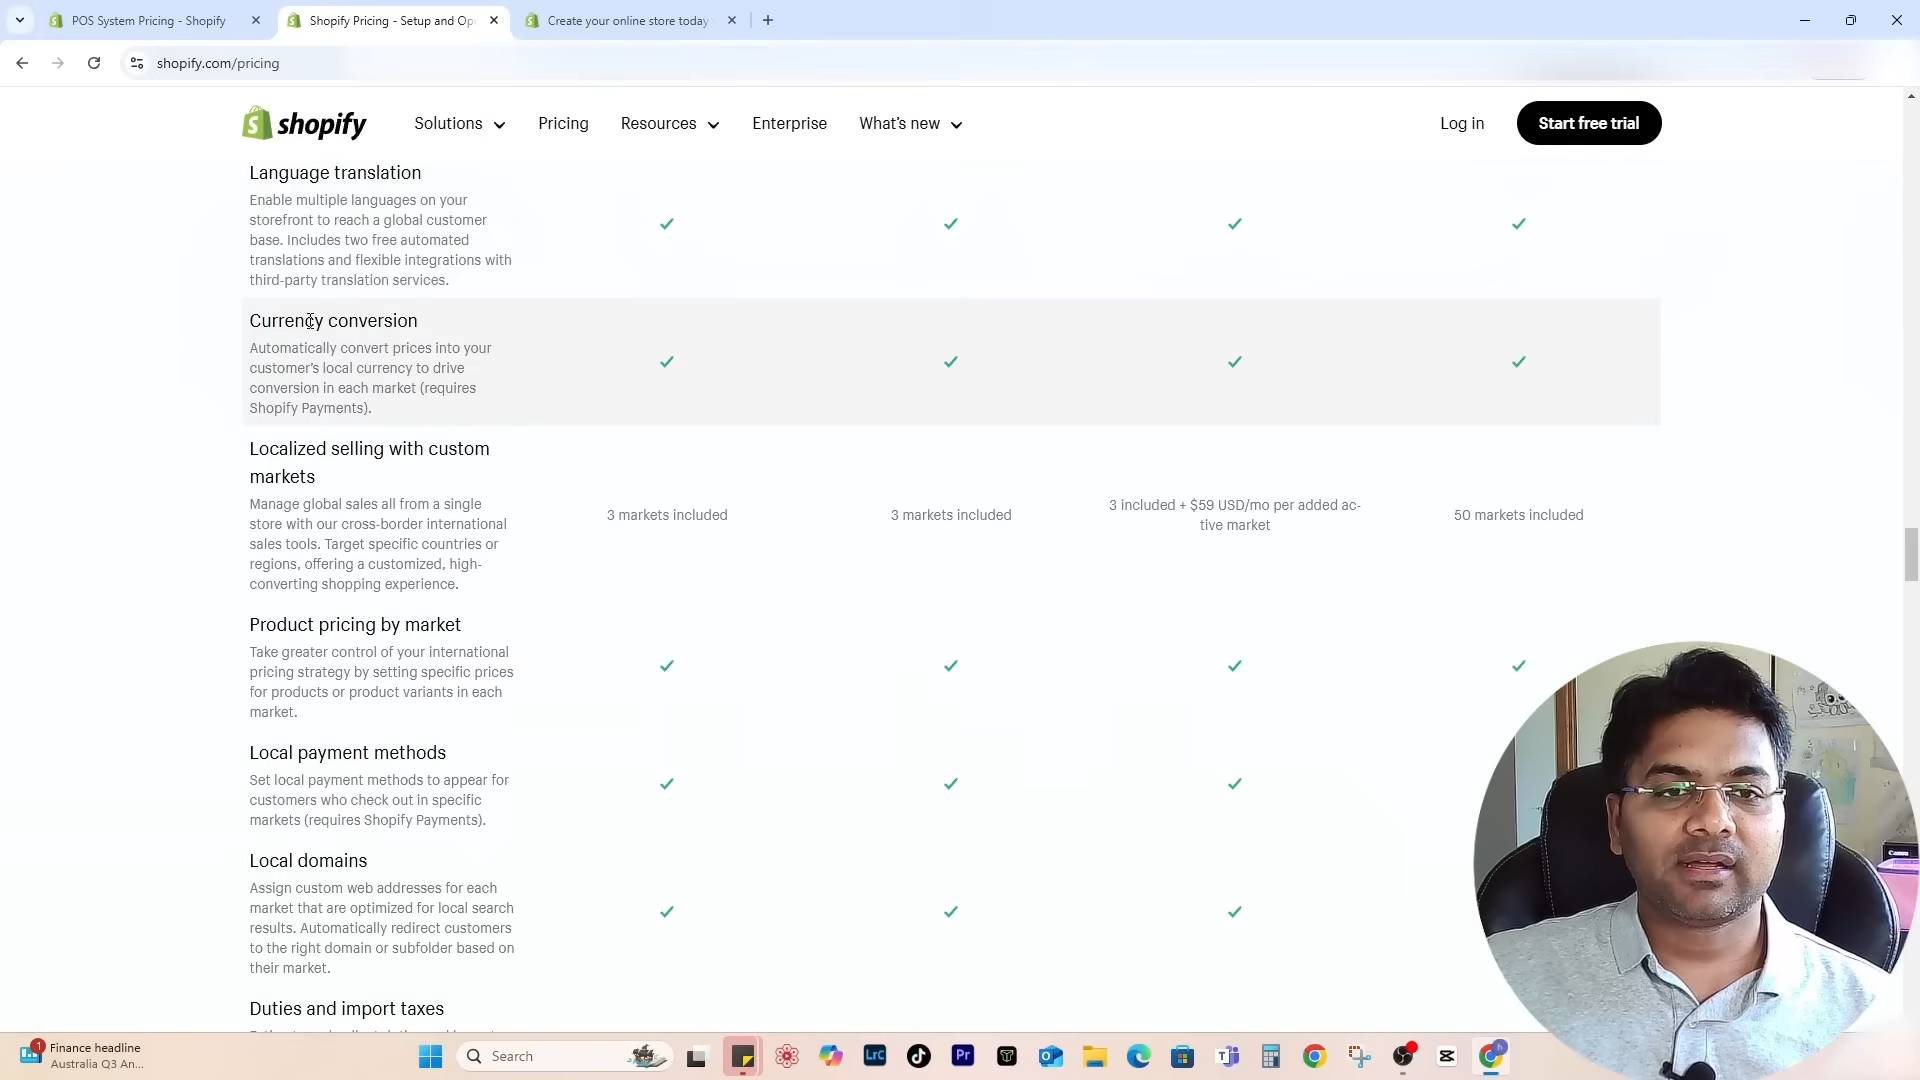 POS System Pricing - Shopify
Shopify Pricing - Setup and Op
Create your online store today
shopify.com/pricing
shopify
Solutions
Pricing
Resources
Enterprise
What's new
Log in
Start free trial
Language translation
Enable multiple languages on your
storefront to reach a global customer
base. Includes two free automated
translations and flexible integrations with
third-party translation services.
Currency conversion
Automatically convert prices into your
customer's local currency to drive
conversion in each market (requires
Shopify Payments).
Localized selling with custom
markets
Manage global sales all from a single
store with our cross-border international
sales tools. Target specific countries or
regions, offering a customized, high-
converting shopping experience.
3 markets included
3 markets included
3 included + $59 USD/mo per added ac-
tive market
50 markets included
Product pricing by market
Take greater control of your international
pricing strategy by setting specific prices
for products or product variants in each
market.
Local payment methods
Set local payment methods to appear for
customers who check out in specific
markets (requires Shopify Payments).
Local domains
Assign custom web addresses for each
market that are optimized for local search
results. Automatically redirect customers
to the right domain or subfolder based on
their market.
Duties and import taxes
1
Finance headline
Australia Q3 An...
Search
LrC
Pr
Canon